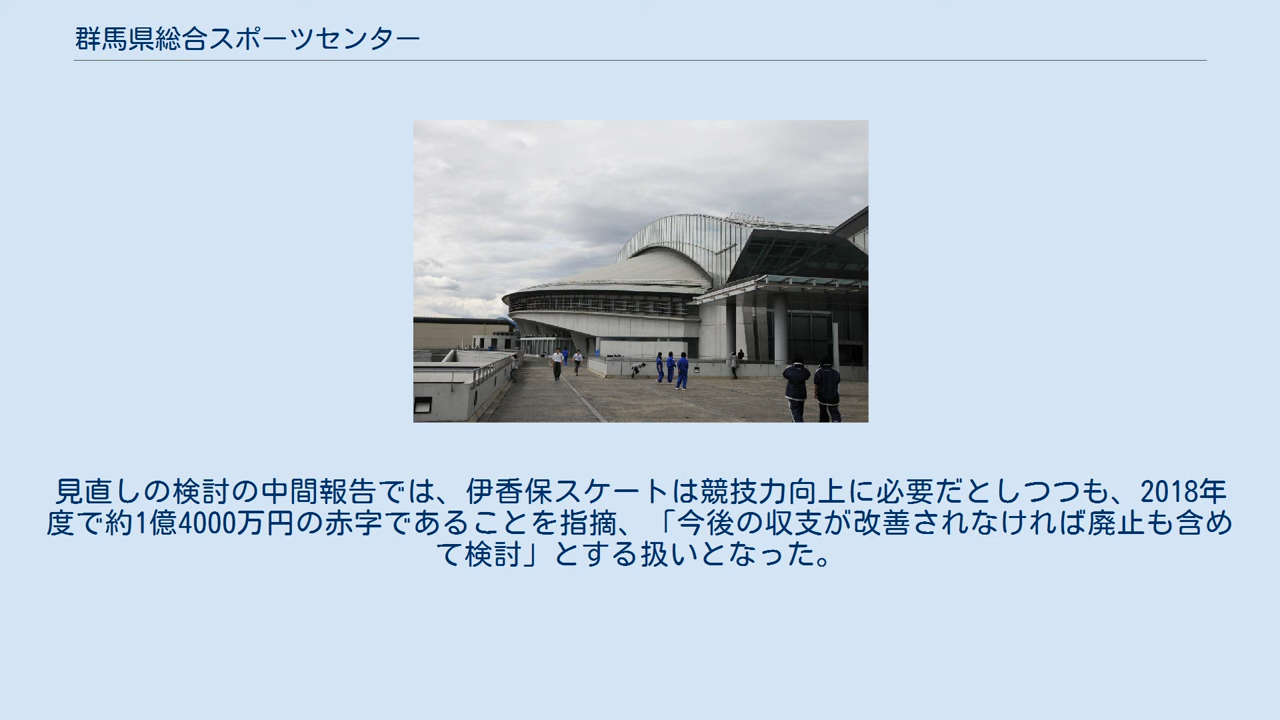 群馬県総合スポーツセンター
見直しの検討の中間報告では、伊香保スケートは競技力向上に必要だとしつつも、2018年
度で約1億4000万円の赤字であることを指摘、「今後の収支が改善されなければ廃止も含め
て検討」とする扱いとなった。